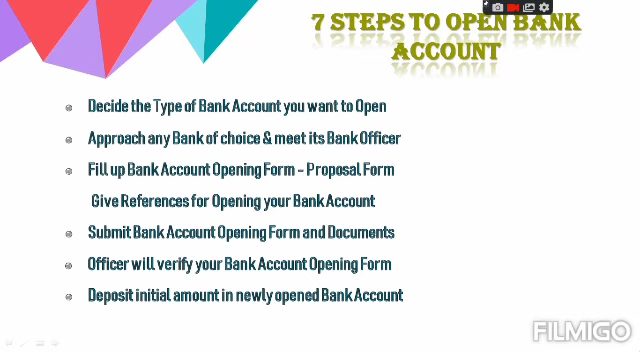 7 STEPS TO OPEN BANK
ACCOUNT
Decide the Type of Bank Account you want to Open
Approach any Bank of choice & meet its Bank Officer
Fill up Bank Account Opening Form - Proposal Form
Give References for Opening your Bank Account
Submit Bank Account Opening Form and Documents
Officer will verify your Bank Account Opening Form
Deposit initial amount in newly opened Bank Account
FILMIGO